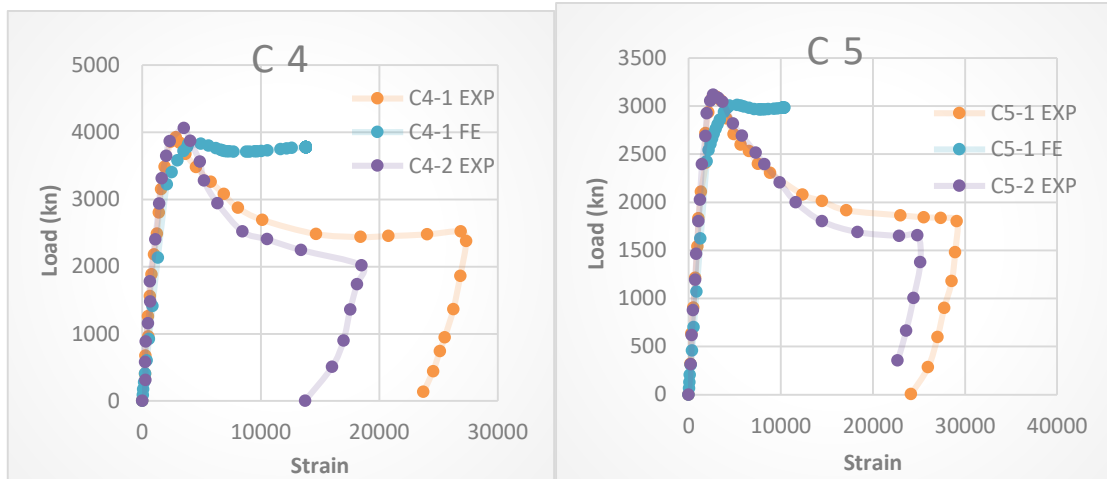 C 4
5000
4000
3000
2000
1000
0
Load (kn)
0 10000 20000 30000
Strain
C4-1 EXP
C4-1 FE
C4-2 EXP
C 5
3500
3000
2500
2000
1500
1000
500
0
Load (kn)
0 10000 20000 30000 40000
Strain
C5-1 EXP
C5-1 FE
C5-2 EXP